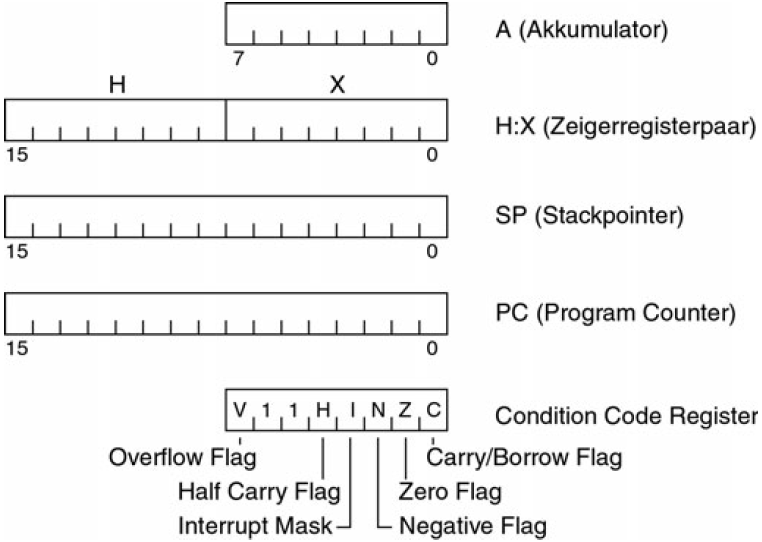 A (Akkumulator)
7 0
H X
H:X (Zeigerregisterpaar)
15 0
SP (Stackpointer)
15 0
PC (Program Counter)
15 0
V 1 1 H I N Z C
Condition Code Register
Overflow Flag Carry/Borrow Flag
Half Carry Flag Zero Flag
Interrupt Mask Negative Flag